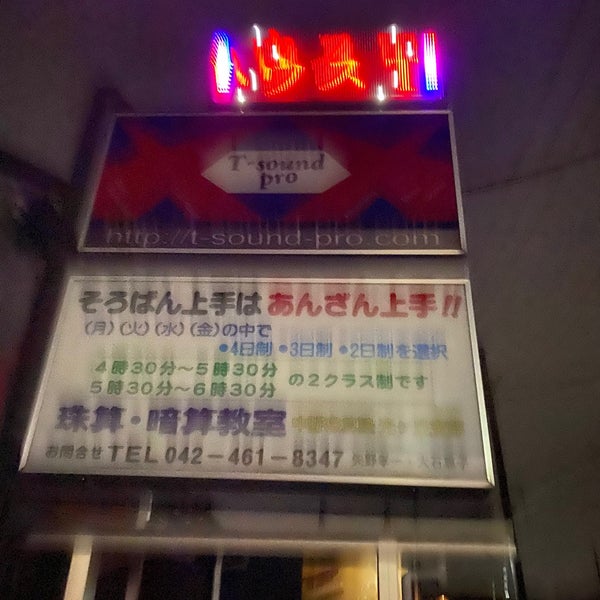 T-sound
pro
http://t-sound-pro.com
そろばん上手は あんざん上手!!
(月)(火)(水)(金)の中で
●4日制 ●3日制 ●2日制を選択
4時30分～5時30分
5時30分～6時30分
の2クラス制です
珠算・暗算教室
お問合せ TEL 042-461-8347